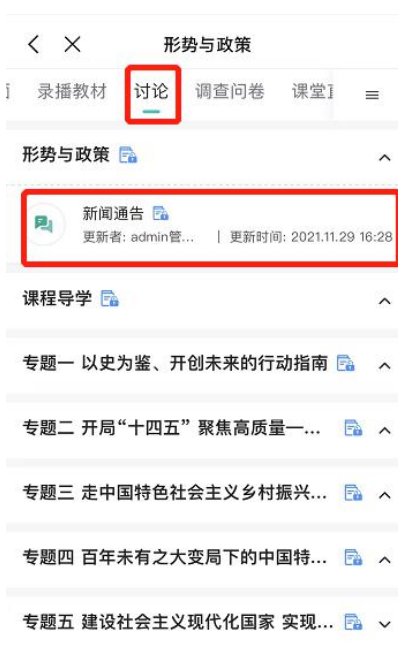 形势与政策
录播教材 讨论 调查问卷 课堂
形势与政策
新闻通告
更新者: admin管... | 更新时间: 2021.11.29 16:28
课程导学
专题一 以史为鉴、开创未来的行动指南
专题二 开局“十四五” 聚焦高质量一...
专题三 走中国特色社会主义乡村振兴...
专题四 百年未有之大变局下的中国特...
专题五 建设社会主义现代化国家 实现...